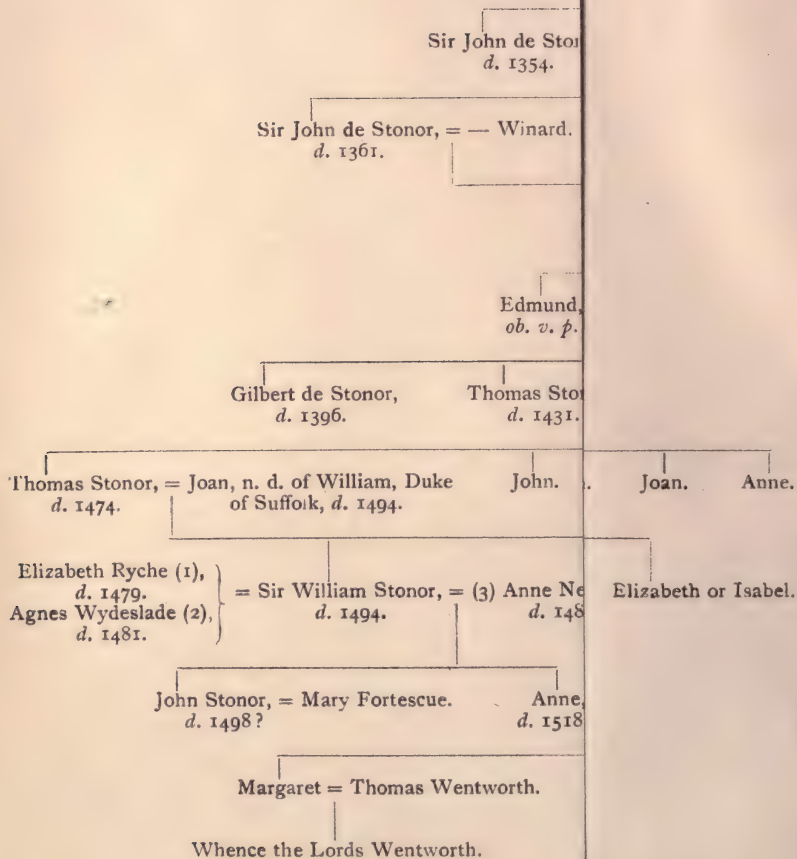 Sir John de Sto
d. 1354.
Sir John de Stonor, = — Winard.
d. 1361.
Edmund,
ob. v. p.
Gilbert de Stonor, Thomas Sto
d. 1396. d. 1431.
Thomas Stonor, = Joan, n. d. of William, Duke John. . Joan. Anne.
d. 1474. of Suffolk, d. 1494.
Elizabeth Ryche (1),
d. 1479.
Agnes Wydeslade (2),
d. 1481.
= Sir William Stonor, = (3) Anne Ne Elizabeth or Isabel.
d. 1494. d. 148
John Stonor, = Mary Fortescue. Anne,
d. 1498? d. 1518
Margaret = Thomas Wentworth.
Whence the Lords Wentworth.